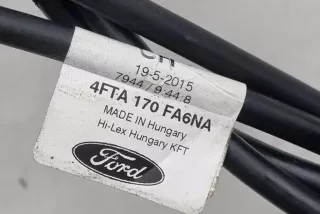 19-5-2015
7944 / 9:44:8
4FTA 170 FA6NA
MADE IN Hungary
Hi-Lex Hungary KFT
Ford